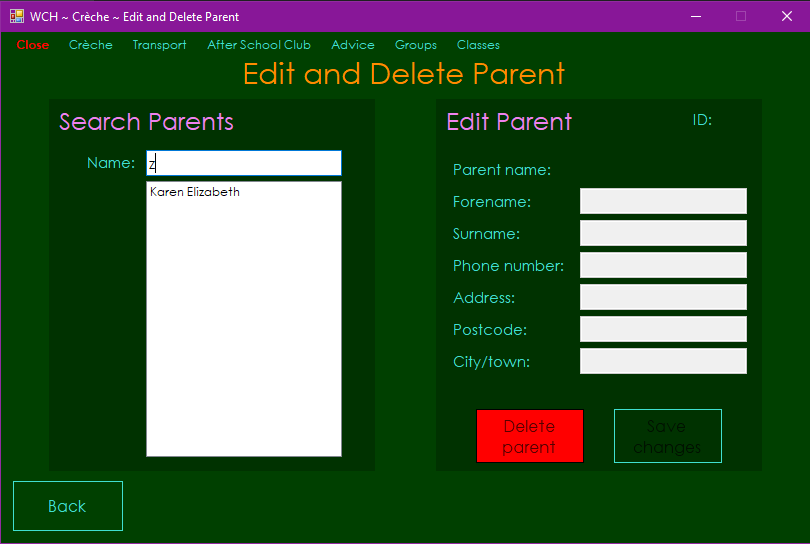 WCH ~ Crèche ~ Edit and Delete Parent
Close Crèche Transport After School Club Advice Groups Classes
Edit and Delete Parent
Search Parents
Name: z
Karen Elizabeth
Edit Parent
ID:
Parent name:
Forename:
Surname:
Phone number:
Address:
Postcode:
City/town:
Delete
parent
Save
changes
Back